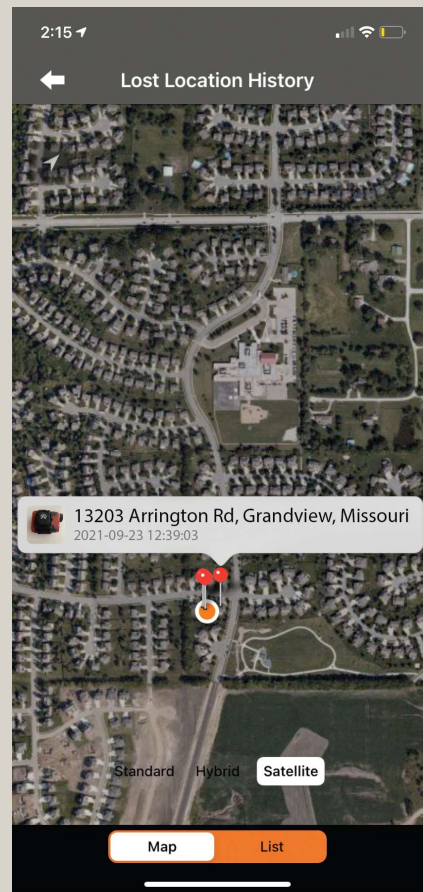 2:15
Lost Location History
13203 Arrington Rd, Grandview, Missouri
2021-09-23 12:39:03
Standard Hybrid Satellite
Map List